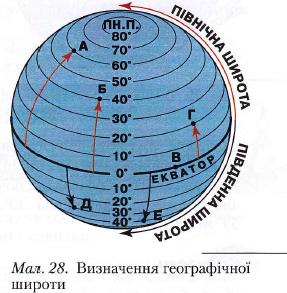 ПН.П.
80°
70°
60°
50°
40°
30°
20°
10°
0°
10°
20°
30°
40°
А
Б
Г
В
ЕКВАТОР
Д
Е
ПІВНІЧНА ШИРОТА
ПІВДЕННА ШИРОТА
Мал. 28. Визначення географічної
широти